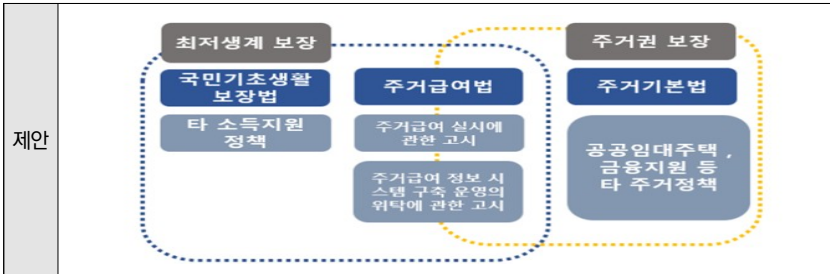 제안
최저생계 보장
주거권 보장
국민기초생활
보장법
주거급여법
주거기본법
타 소득지원
정책
주거급여 실시에
관한 고시
주거급여 정보 시
스템 구축 운영의
위탁에 관한 고시
공공임대주택 ,
금융지원 등
타 주거정책